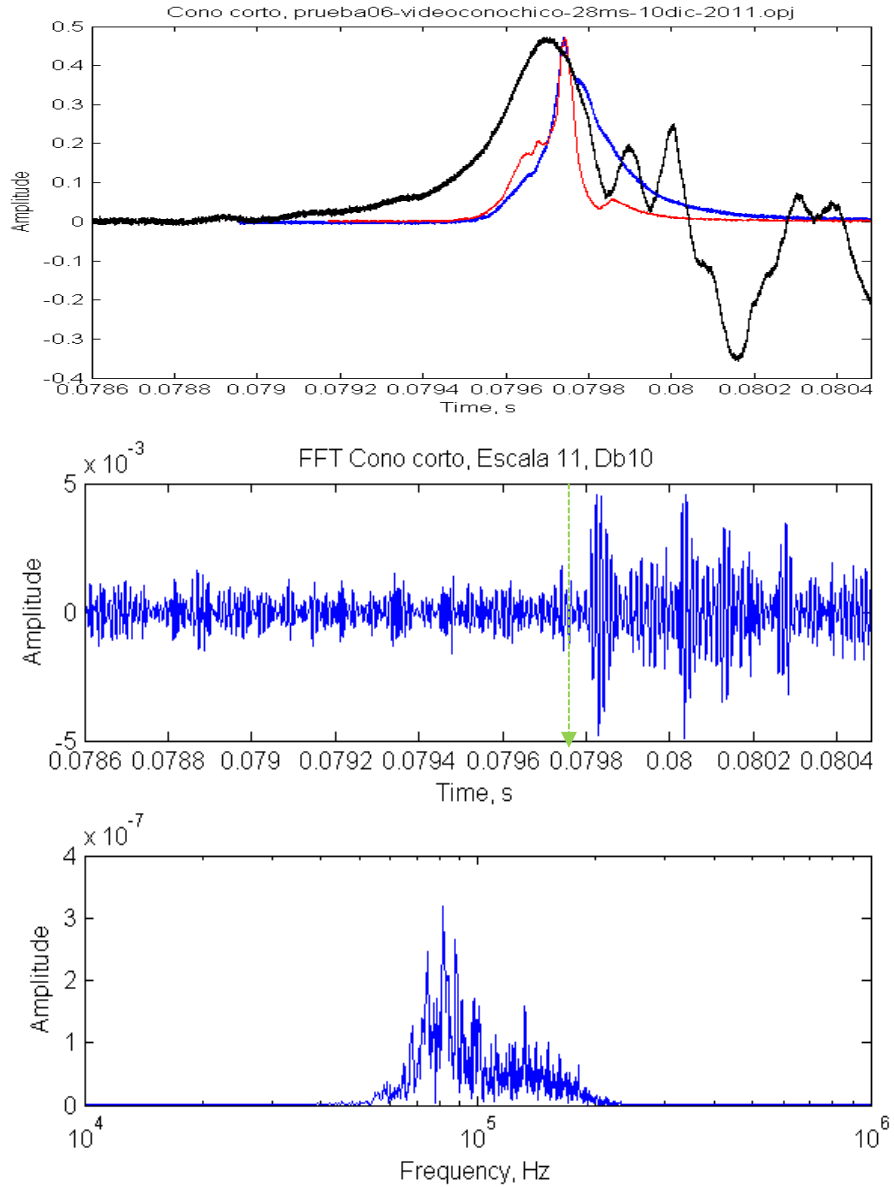 Cono corto, prueba06-videoconochico-28ms-10dic-2011.opj
0.5
0.4
0.3
0.2
0.1
0
-0.1
-0.2
-0.3
-0.4
Amplitude
0.0786 0.0788 0.079 0.0792 0.0794 0.0796 0.0798 0.08 0.0802 0.0804
Time, s
FFT Cono corto, Escala 11, Db10
x 10-3
5
0
-5
Amplitude
0.0786 0.0788 0.079 0.0792 0.0794 0.0796 0.0798 0.08 0.0802 0.0804
Time, s
x 10-7
4
3
2
1
0
Amplitude
10^4 10^5 10^6
Frequency, Hz